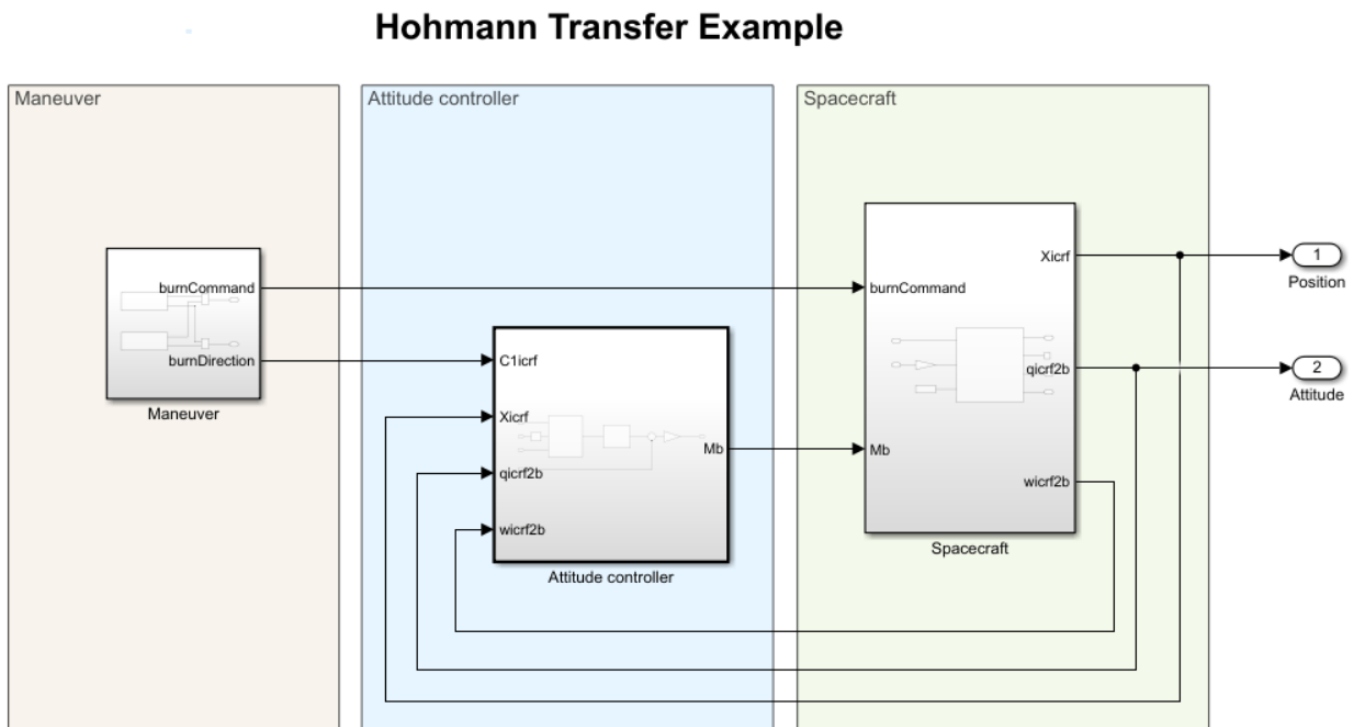 Hohmann Transfer Example
Maneuver
Attitude controller
Spacecraft
burnCommand
burnDirection
Maneuver
C1icrf
Xicrf
qicrf2b
wicrf2b
Mb
Attitude controller
burnCommand
Mb
Xicrf
qicrf2b
wicrf2b
Spacecraft
1
Position
2
Attitude